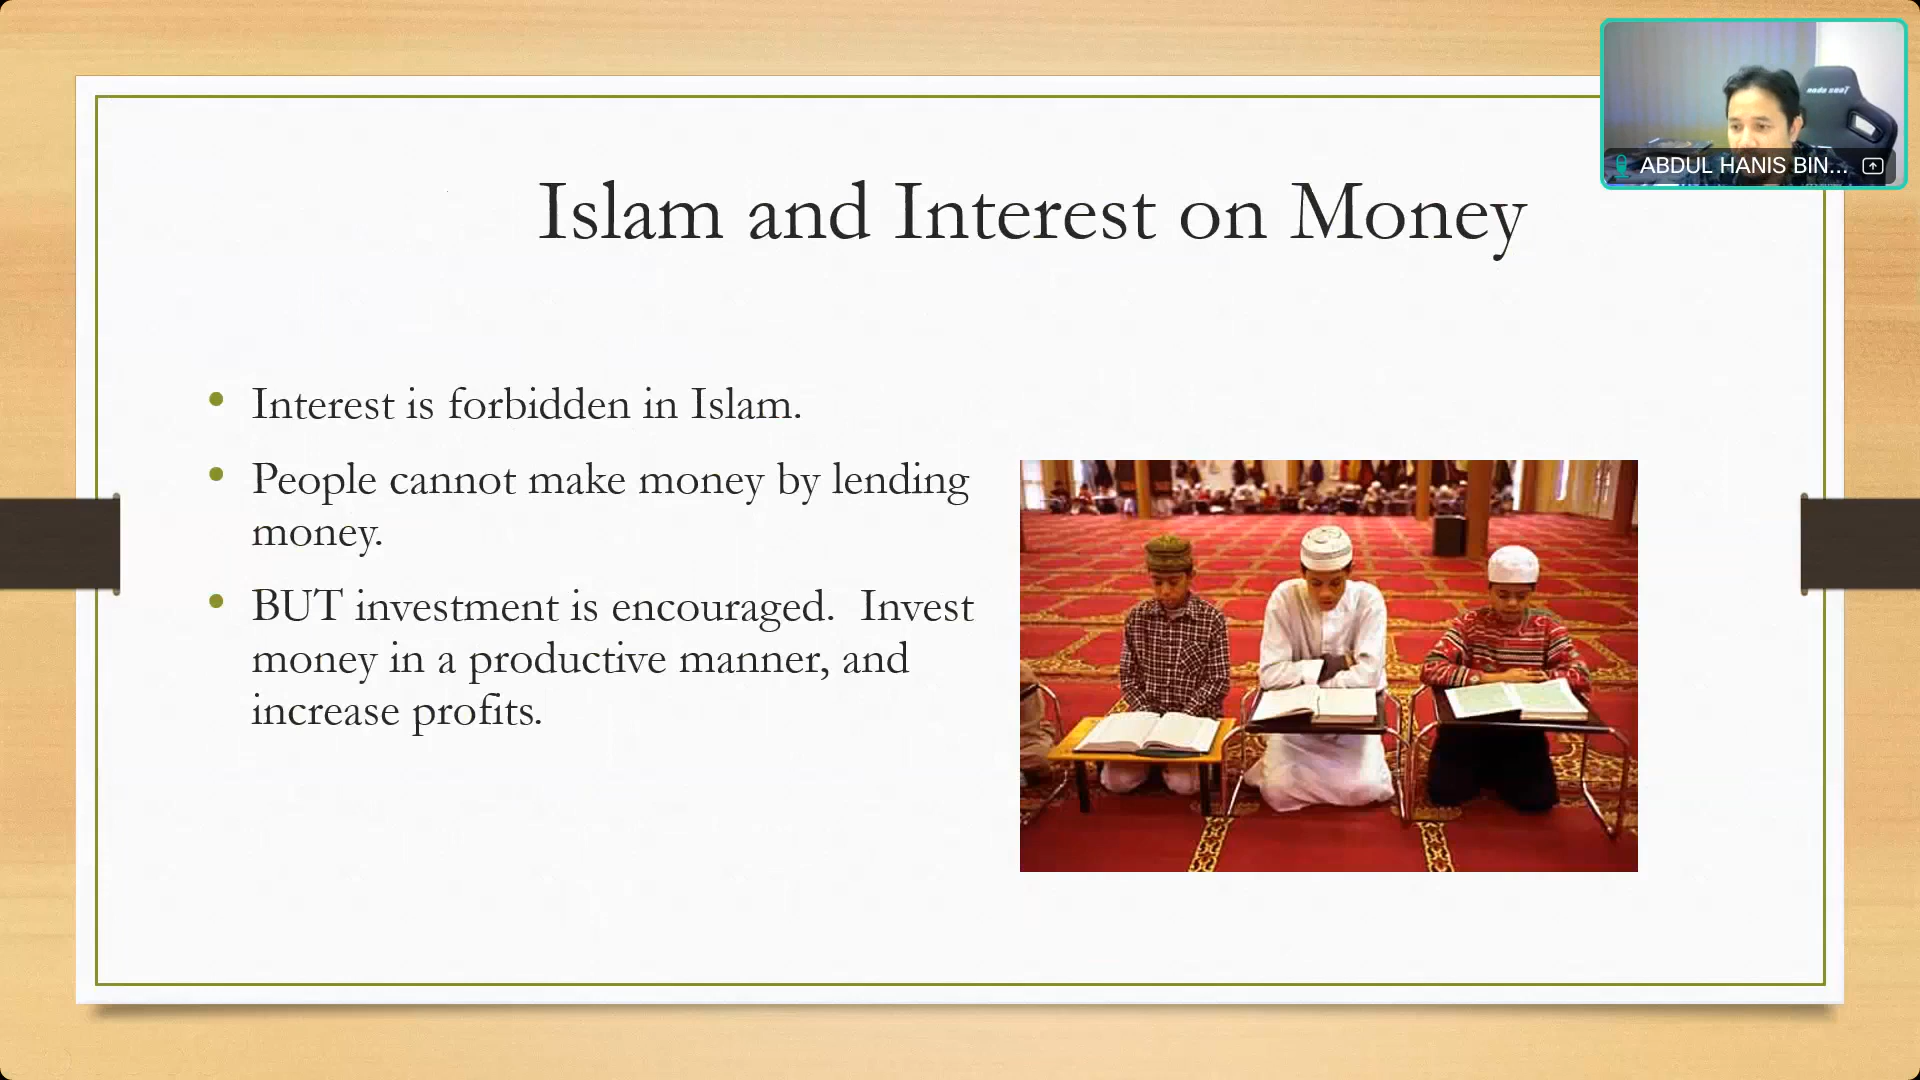 ABDUL HANIS BIN...
Islam and Interest on Money
• Interest is forbidden in Islam.
• People cannot make money by lending
money.
• BUT investment is encouraged.  Invest
money in a productive manner, and
increase profits.